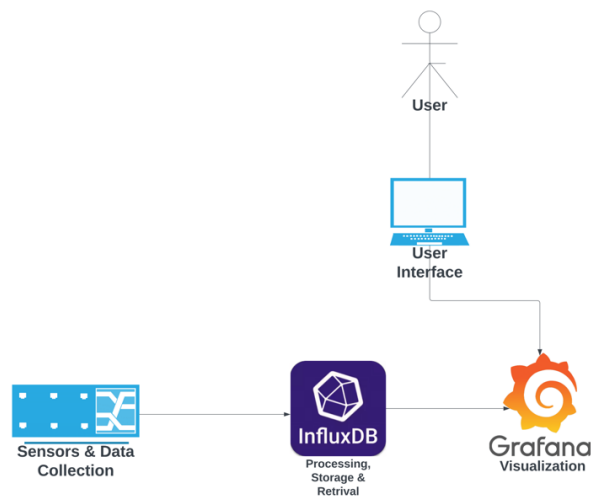 User
User
Interface
InfluxDB
Grafana
Sensors & Data
Collection
Processing,
Storage &
Retrival
Visualization